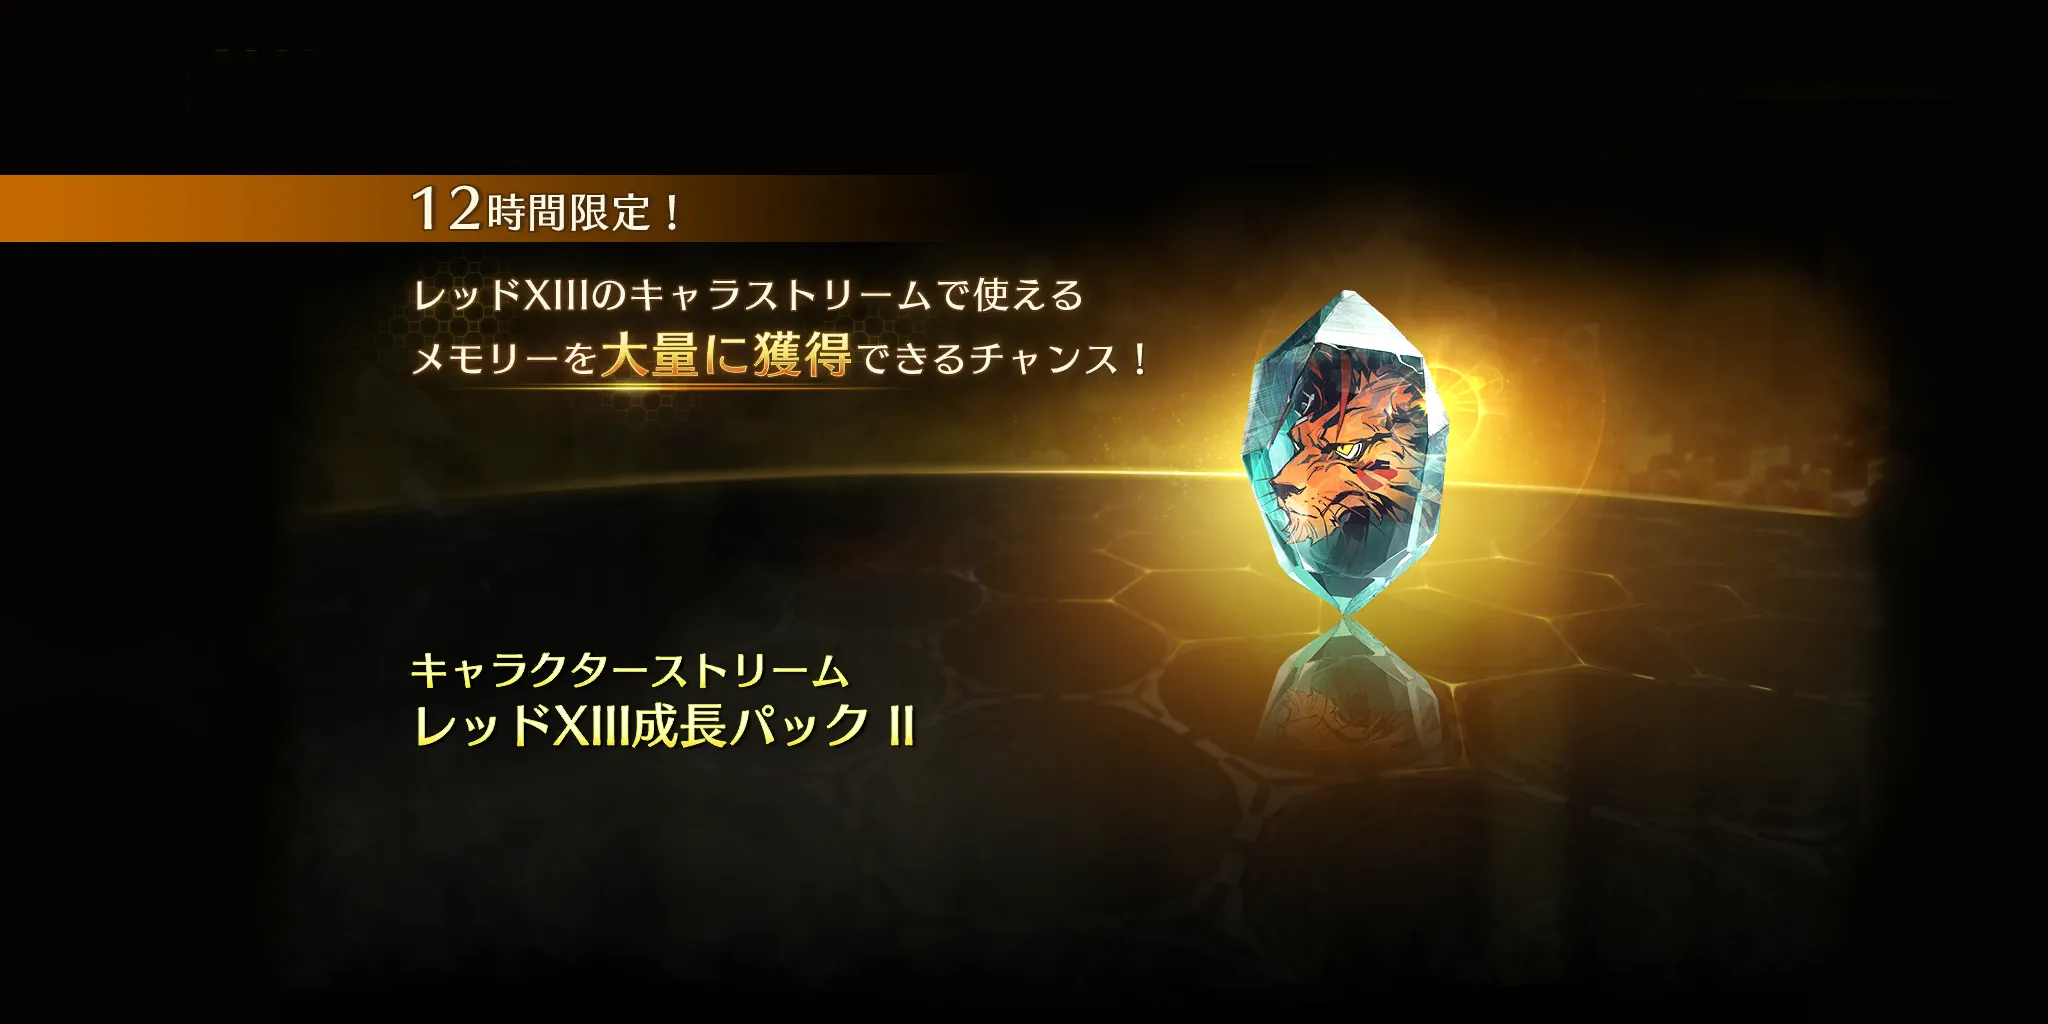 12時間限定！
レッドXIIIのキャラストリームで使える
メモリーを大量に獲得できるチャンス！
キャラクターストリーム
レッドXIII成長パック II